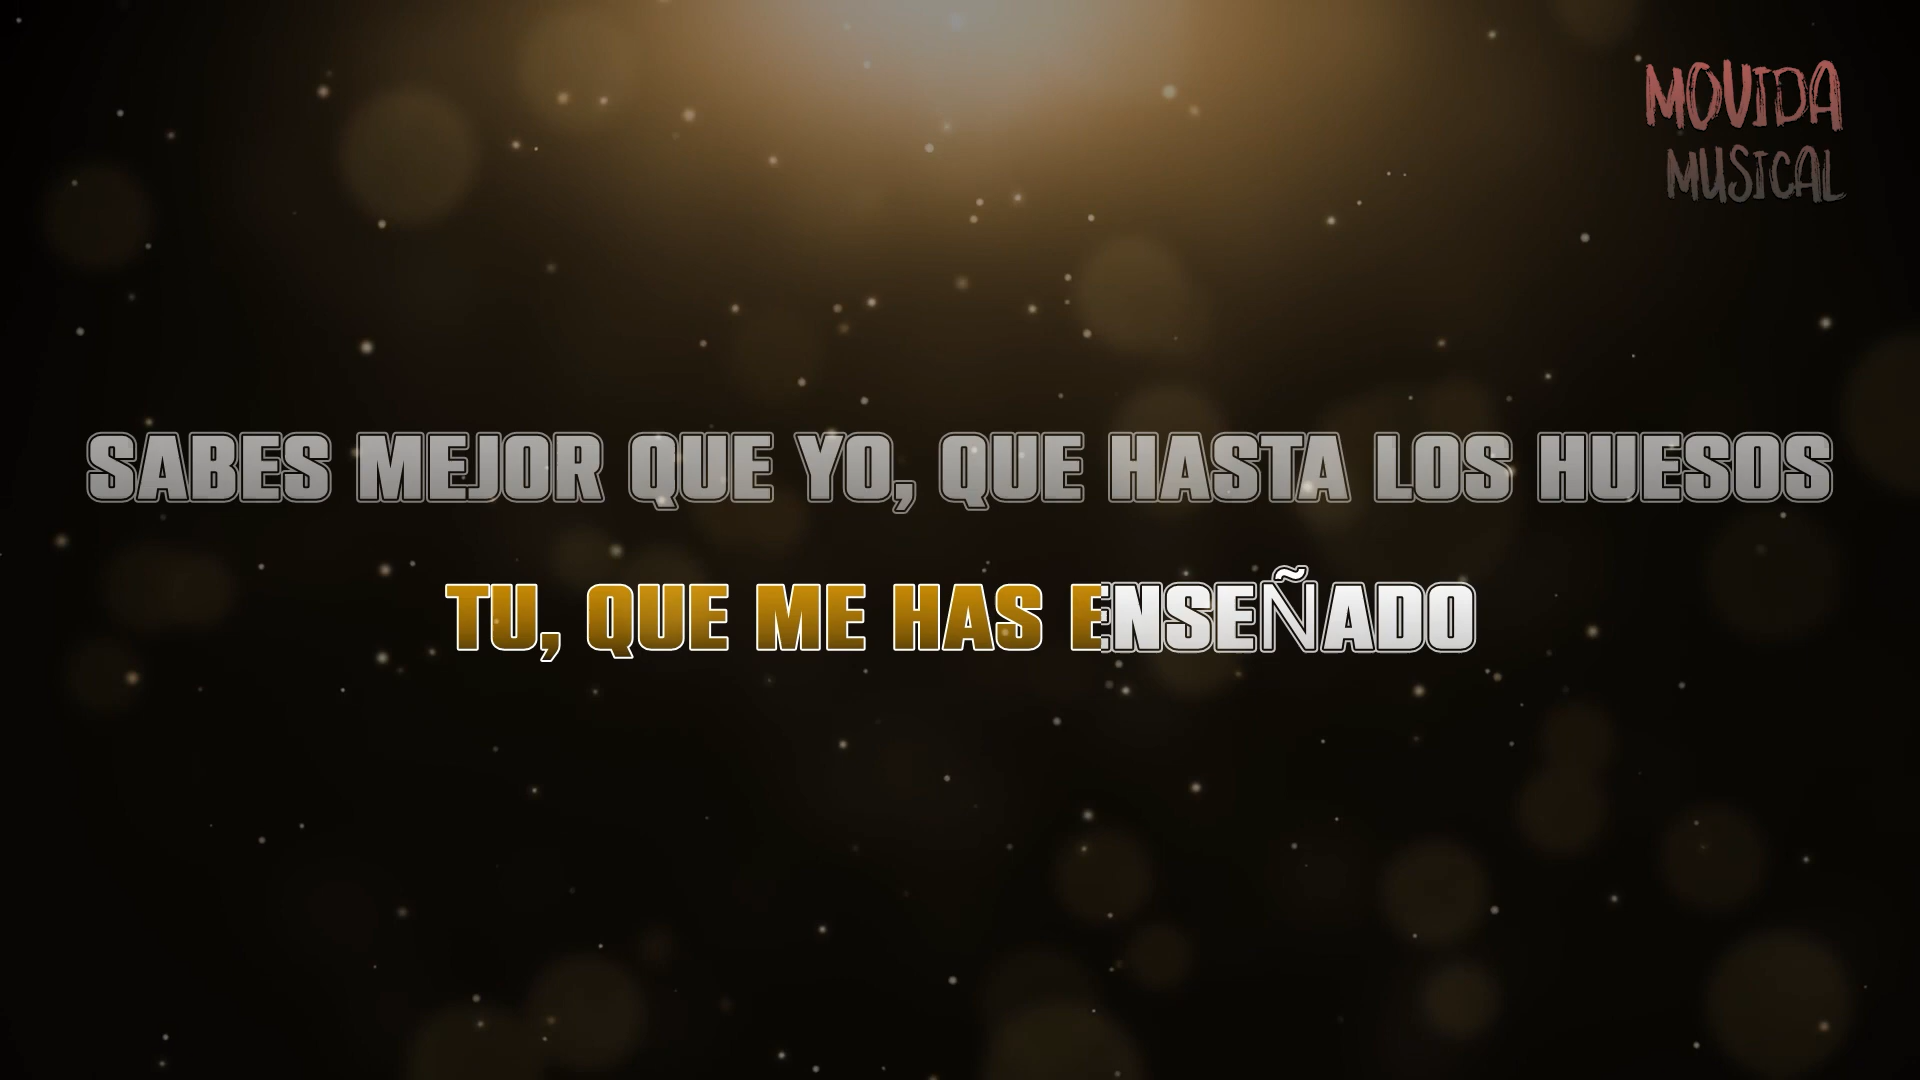 MOVIDA
MUSICAL
SABES MEJOR QUE YO, QUE HASTA LOS HUESOS
TU, QUE ME HAS ENSEÑADO